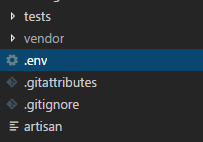 tests
vendor
.env
.gitattributes
.gitignore
artisan